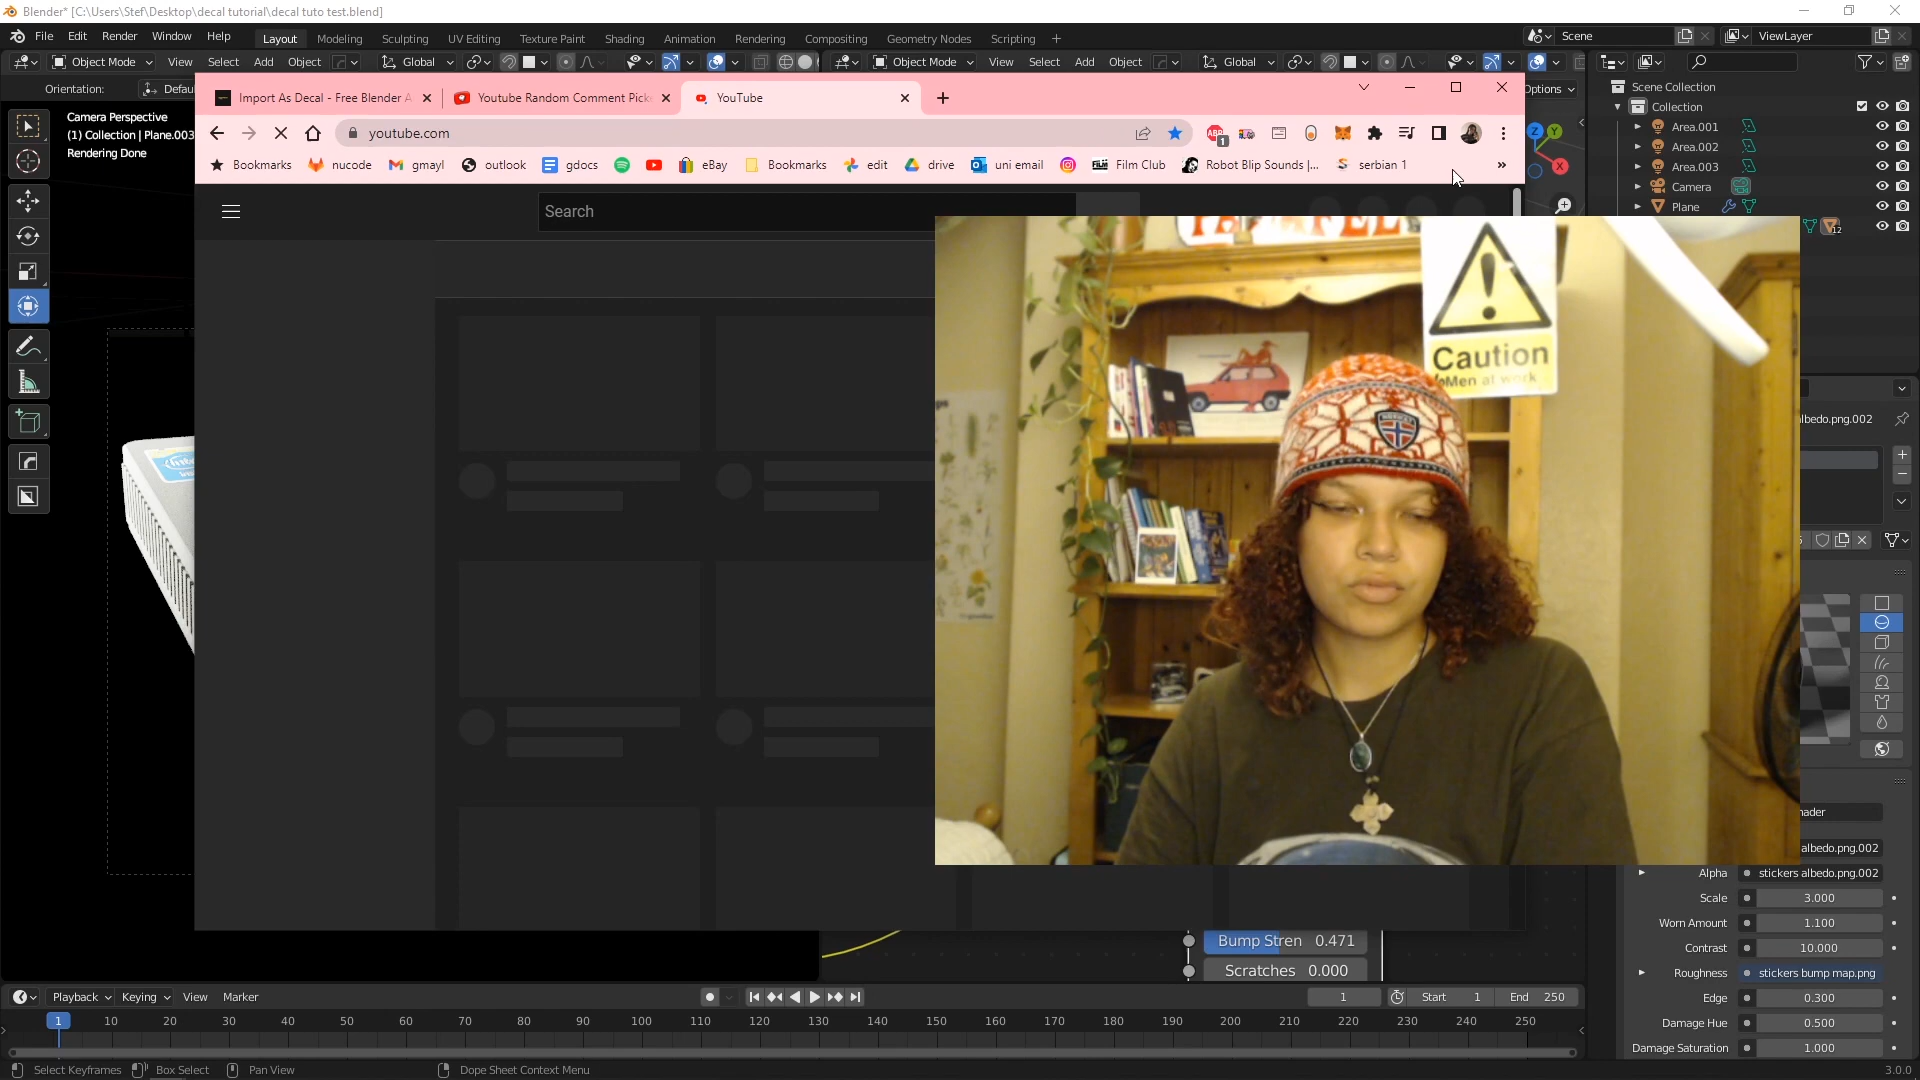 Blender* [C:\Users\Stef\Desktop\decal tutorial\decal tuto test.blend]
File Edit Render Window Help Layout Modeling Sculpting UV Editing Texture Paint Shading Animation Rendering Compositing Geometry Nodes Scripting + Scene ViewLayer
Object Mode View Select Add Object Global Object Mode View Select Add Object Global
Orientation: Defau Options
Import As Decal - Free Blender A Youtube Random Comment Picke YouTube
Camera Perspective
(1) Collection | Plane.003
Rendering Done
youtube.com
Bookmarks nucode gmayl outlook gdocs eBay Bookmarks edit drive uni email Film Club Robot Blip Sounds |... serbian 1 »
Search
Scene Collection
Collection
Area.001
Area.002
Area.003
Camera
Plane
12
Caution
Men at work
NORWAY
lbedo.png.002
hader
albedo.png.002
Alpha stickers albedo.png.002
Scale 3.000
Worn Amount 1.100
Contrast 10.000
Roughness stickers bump map.png
Edge 0.300
Damage Hue 0.500
Damage Saturation 1.000
Bump Stren 0.471
Scratches 0.000
Playback Keying View Marker 1 Start 1 End 250
1 10 20 30 40 50 60 70 80 90 100 110 120 130 140 150 160 170 180 190 200 210 220 230 240 250
Select Keyframes Box Select Pan View Dope Sheet Context Menu 3.0.0